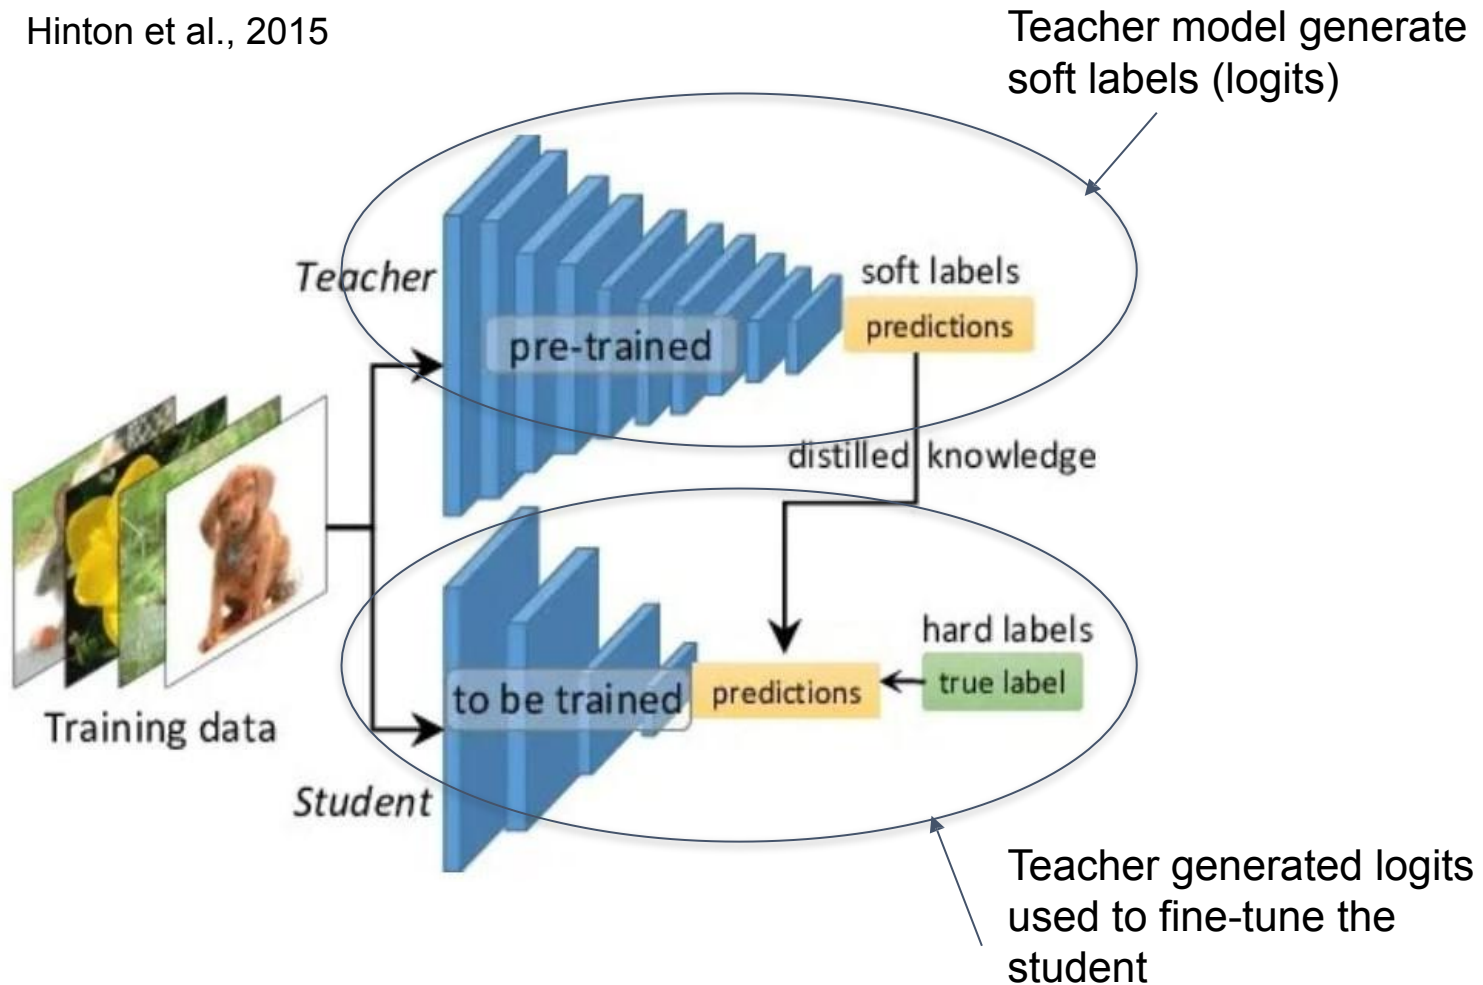 Hinton et al., 2015
Teacher model generate
soft labels (logits)
Teacher
soft labels
predictions
pre-trained
distilled knowledge
hard labels
true label
predictions
to be trained
Training data
Student
Teacher generated logits
used to fine-tune the
student